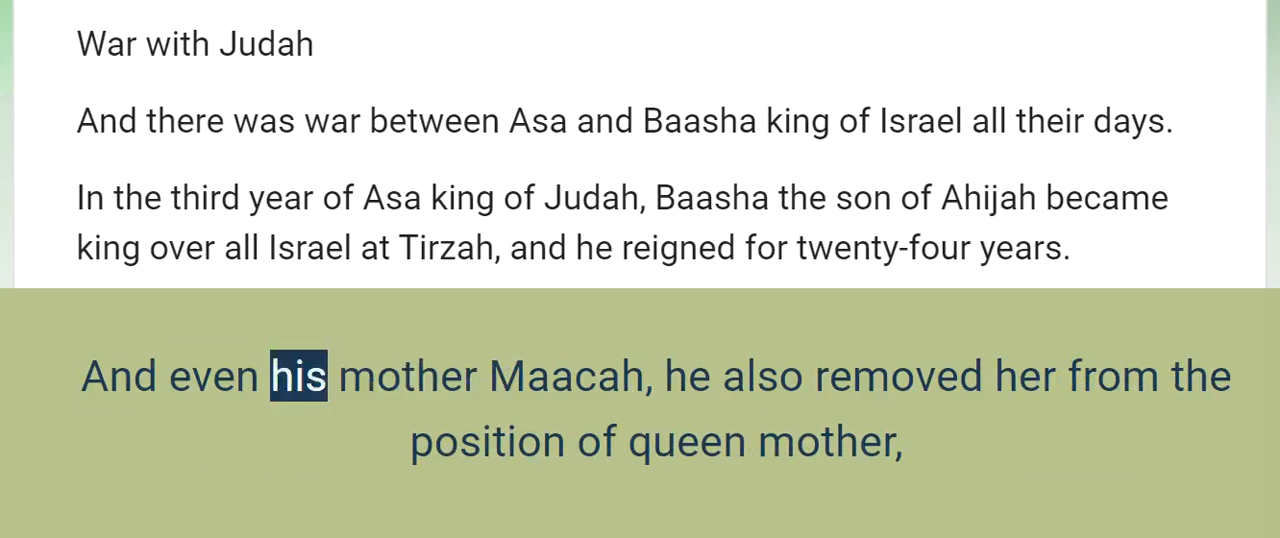 War with Judah
And there was war between Asa and Baasha king of Israel all their days.
In the third year of Asa king of Judah, Baasha the son of Ahijah became
king over all Israel at Tirzah, and he reigned for twenty-four years.
And even his mother Maacah, he also removed her from the
position of queen mother,